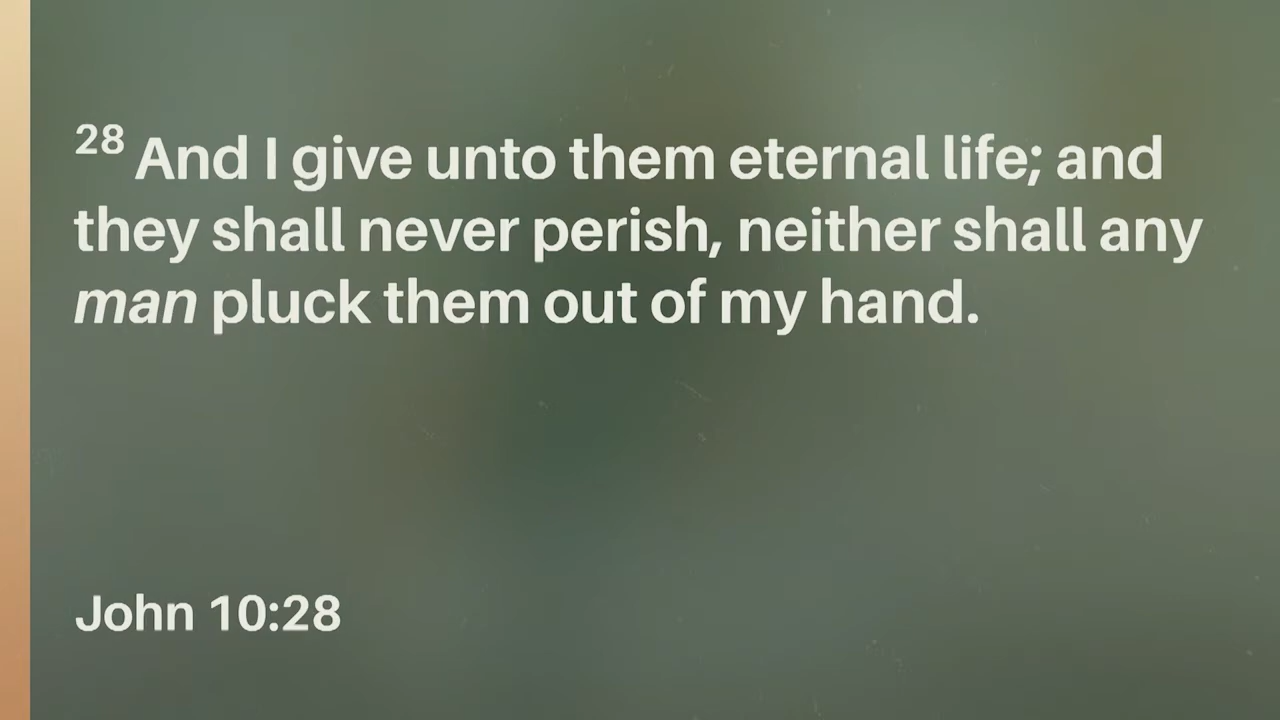 28 And I give unto them eternal life; and
they shall never perish, neither shall any
man pluck them out of my hand.
John 10:28